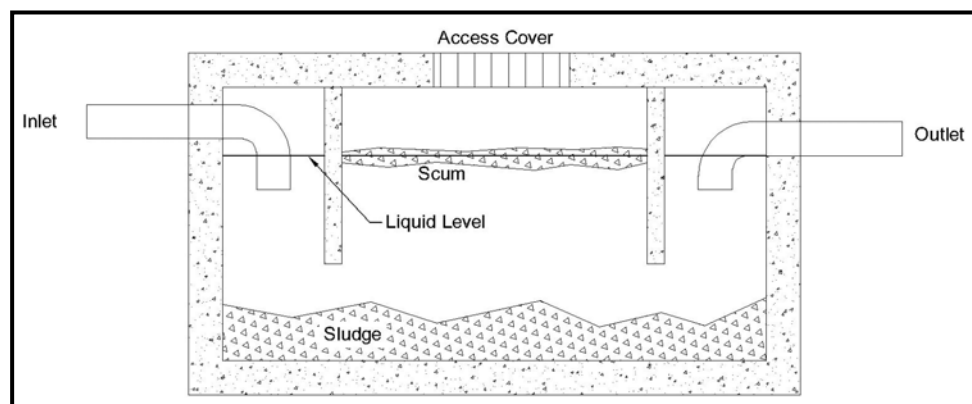 Access Cover
Inlet
Outlet
Scum
Liquid Level
Sludge